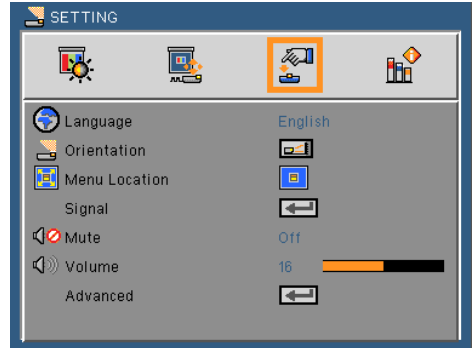 SETTING
Language English
Orientation
Menu Location
Signal
Mute Off
Volume 16
Advanced